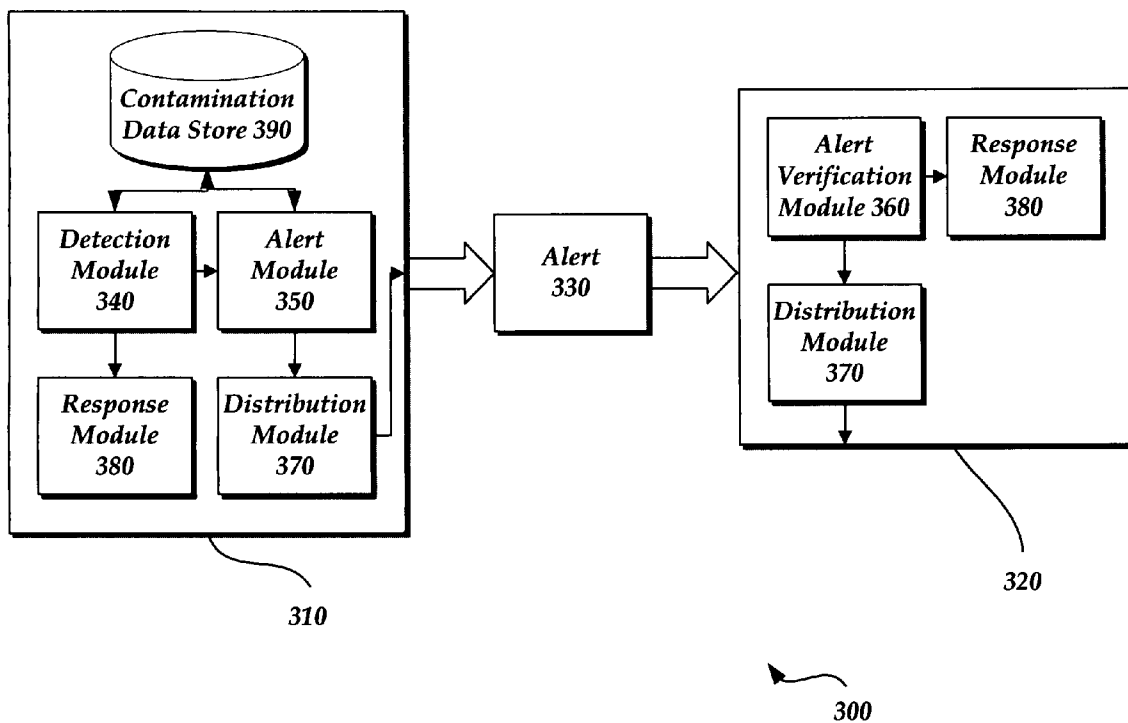 Contamination
Data Store 390
Detection
Module
340
Alert
Module
350
Response
Module
380
Distribution
Module
370
310
Alert
330
Alert
Verification
Module 360
Response
Module
380
Distribution
Module
370
320
300